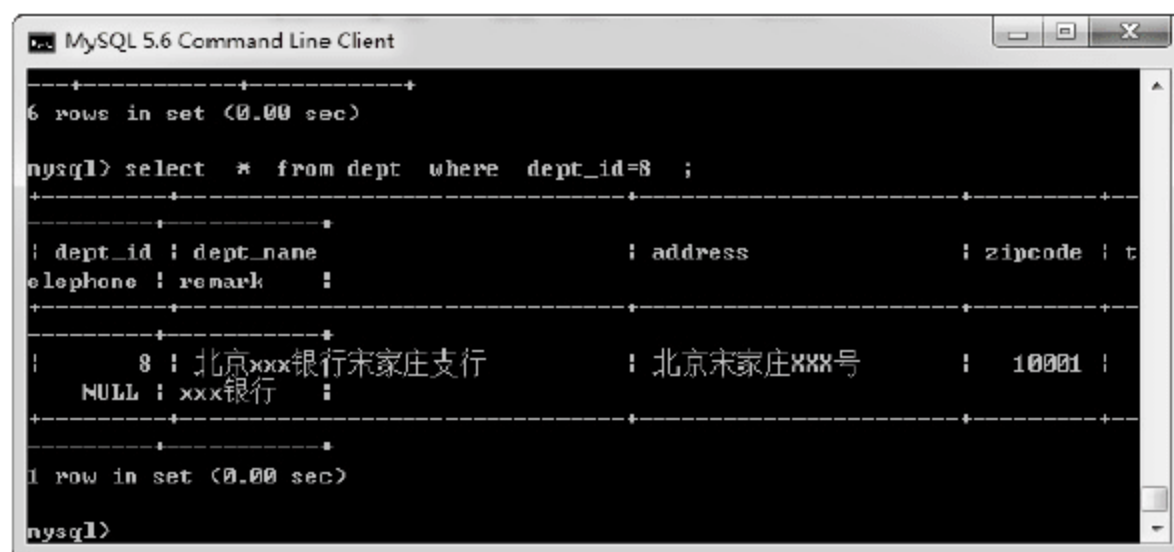 MySQL 5.6 Command Line Client
---+-----------+-----------+
6 rows in set (0.00 sec)
mysql> select  *  from dept  where  dept_id=8  ;
+---------+------------------------------+---------------------+---------+--
-----------+-----------+
| dept_id | dept_name | address | zipcode | t
elephone | remark |
+---------+------------------------------+---------------------+---------+--
-----------+-----------+
| 8 | 北京xxx银行宋家庄支行 | 北京宋家庄XXX号 | 10001 |
NULL | xxx银行 |
+---------+------------------------------+---------------------+---------+--
-----------+-----------+
1 row in set (0.00 sec)
mysql>